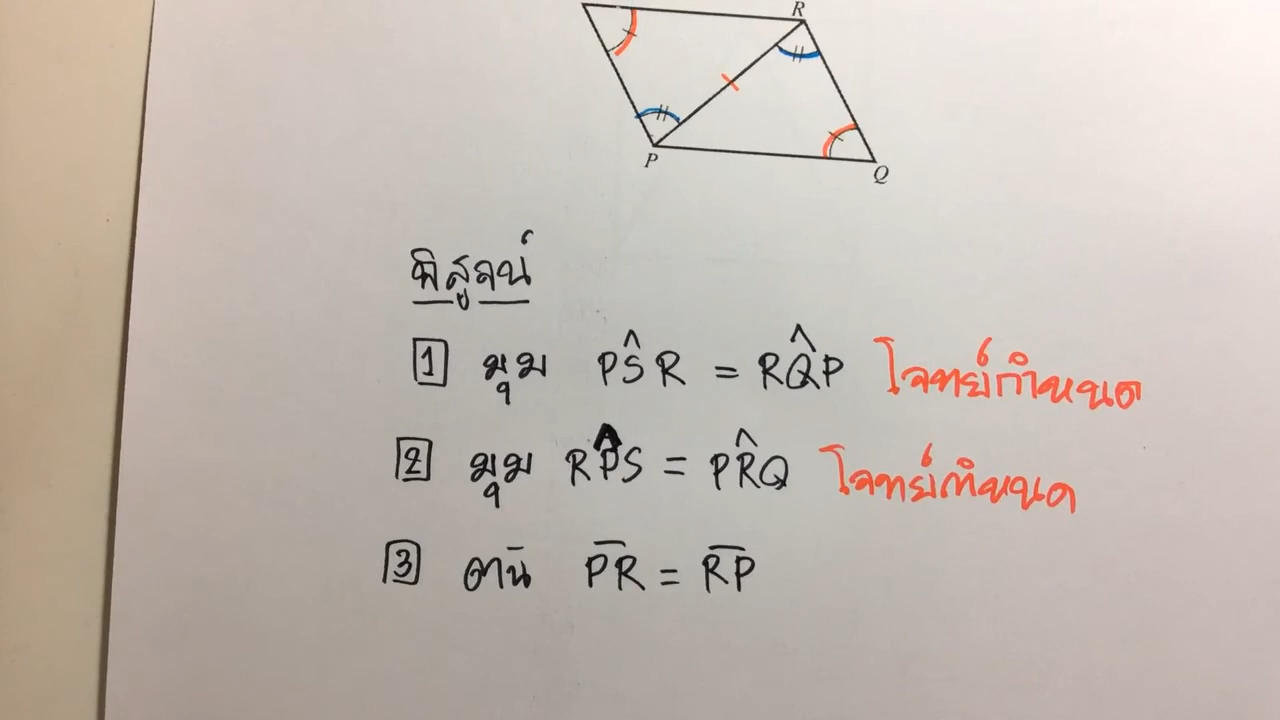 R
P
Q
พิสูจน์
1 มุม PŜR = RQ̂P โจทย์กำหนด
2 มุม RP̂S = PR̂Q โจทย์กำหนด
3 ด้าน P̅R̅ = R̅P̅